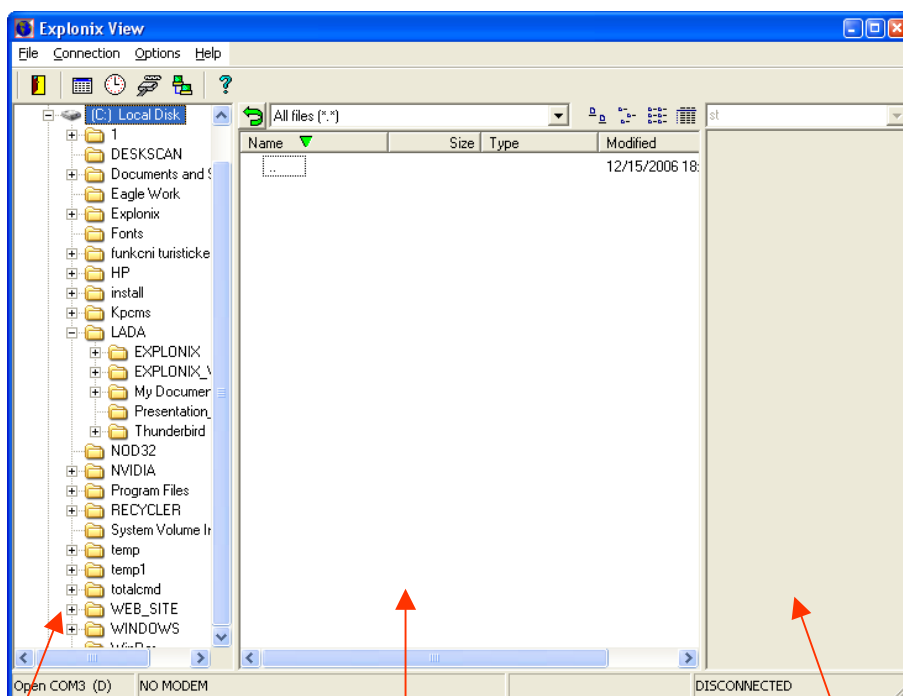 Explonix View
File Connection Options Help
(C:) Local Disk
All files (*.*)
st
Name Size Type Modified
.. 12/15/2006 18:
1
DESKSCAN
Documents and S
Eagle Work
Explonix
Fonts
funkcni turisticke
HP
install
Kpcms
LADA
EXPLONIX
EXPLONIX_V
My Documer
Presentation_
Thunderbird
NOD32
NVIDIA
Program Files
RECYCLER
System Volume Ir
temp
temp1
totalcmd
WEB_SITE
WINDOWS
Open COM3 (D) NO MODEM DISCONNECTED